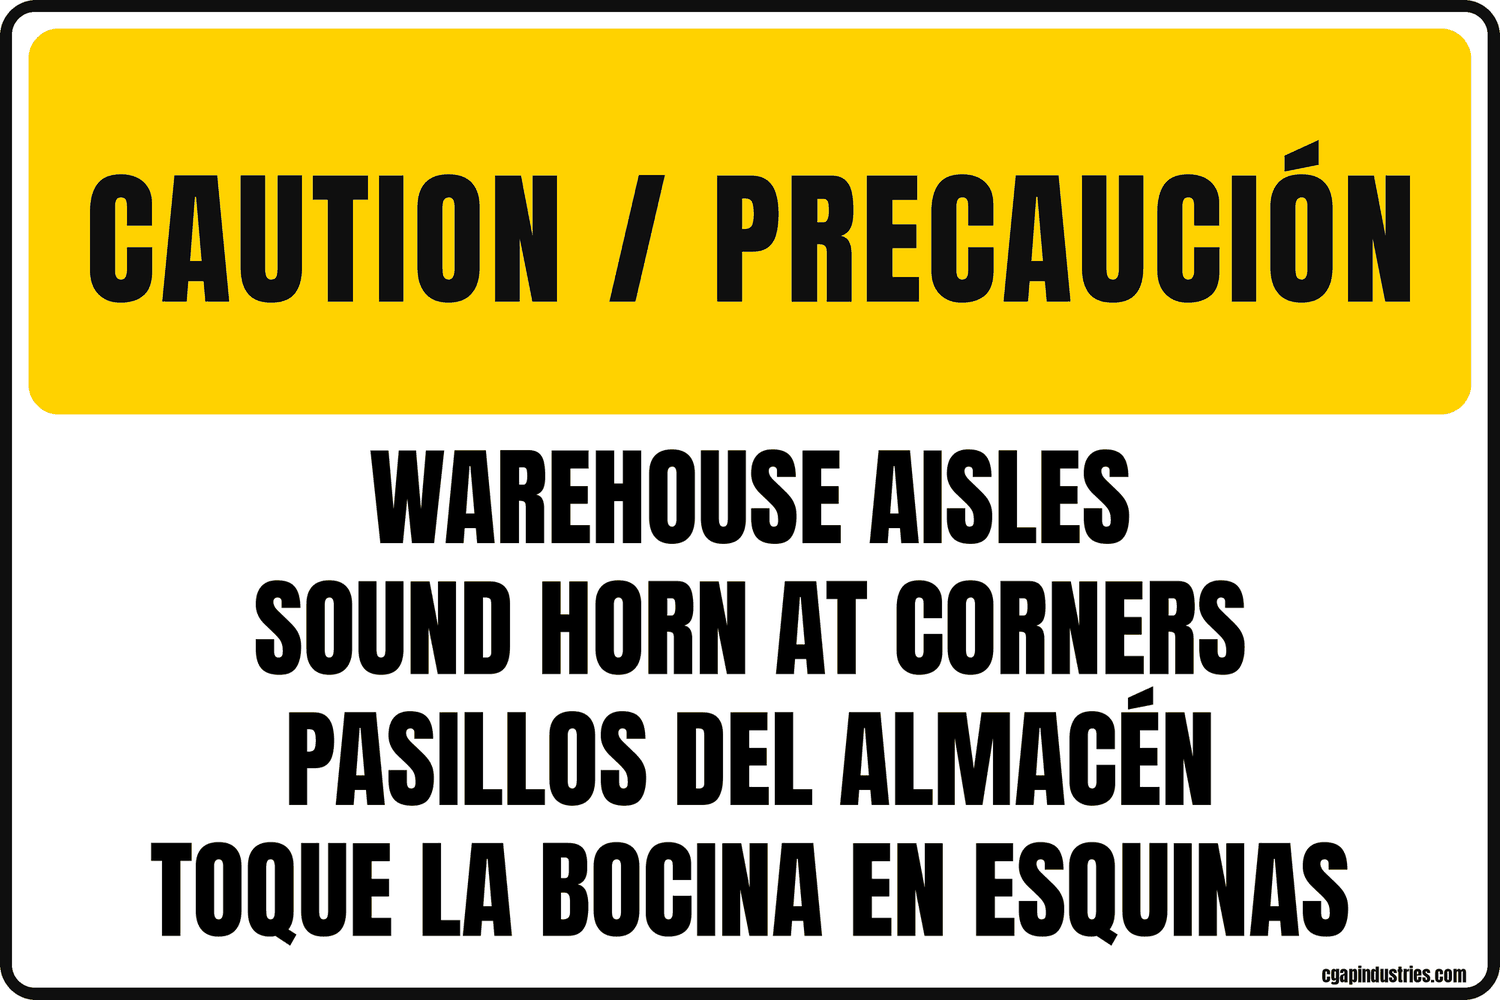 CAUTION / PRECAUCIÓN
WAREHOUSE AISLES
SOUND HORN AT CORNERS
PASILLOS DEL ALMACÉN
TOQUE LA BOCINA EN ESQUINAS
cgapindustries.com